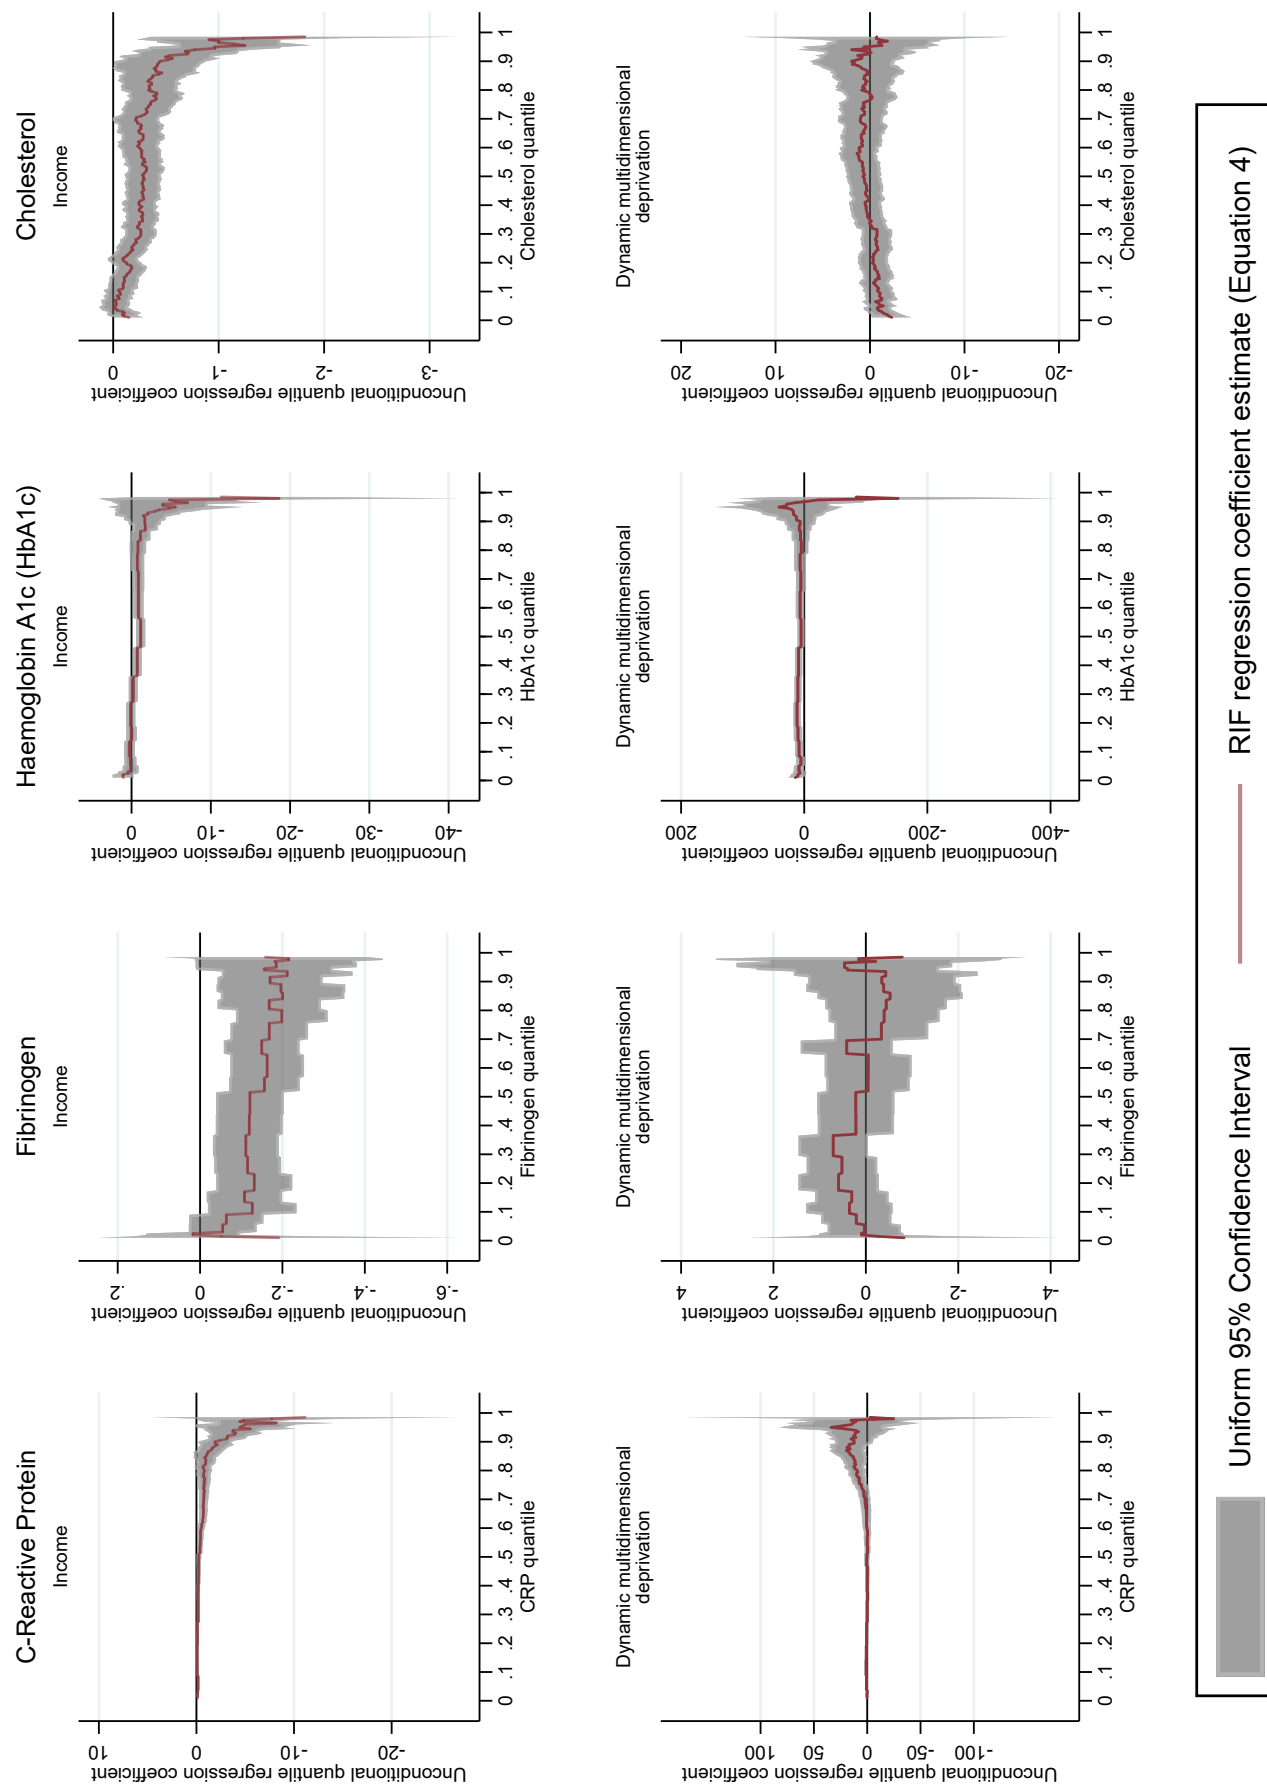 C-Reactive Protein
Income
Unconditional quantile regression coefficient
10
0
-10
-20
0 .1 .2 .3 .4 .5 .6 .7 .8 .9 1
CRP quantile
Fibrinogen
Income
Unconditional quantile regression coefficient
.2
0
-.2
-.4
-.6
0 .1 .2 .3 .4 .5 .6 .7 .8 .9 1
Fibrinogen quantile
Haemoglobin A1c (HbA1c)
Income
Unconditional quantile regression coefficient
0
-10
-20
-30
-40
0 .1 .2 .3 .4 .5 .6 .7 .8 .9 1
HbA1c quantile
Cholesterol
Income
Unconditional quantile regression coefficient
0
-1
-2
-3
0 .1 .2 .3 .4 .5 .6 .7 .8 .9 1
Cholesterol quantile
Dynamic multidimensional
deprivation
Unconditional quantile regression coefficient
100
50
0
-50
-100
0 .1 .2 .3 .4 .5 .6 .7 .8 .9 1
CRP quantile
Dynamic multidimensional
deprivation
Unconditional quantile regression coefficient
4
2
0
-2
-4
0 .1 .2 .3 .4 .5 .6 .7 .8 .9 1
Fibrinogen quantile
Dynamic multidimensional
deprivation
Unconditional quantile regression coefficient
200
0
-200
-400
0 .1 .2 .3 .4 .5 .6 .7 .8 .9 1
HbA1c quantile
Dynamic multidimensional
deprivation
Unconditional quantile regression coefficient
20
10
0
-10
-20
0 .1 .2 .3 .4 .5 .6 .7 .8 .9 1
Cholesterol quantile
Uniform 95% Confidence Interval
RIF regression coefficient estimate (Equation 4)